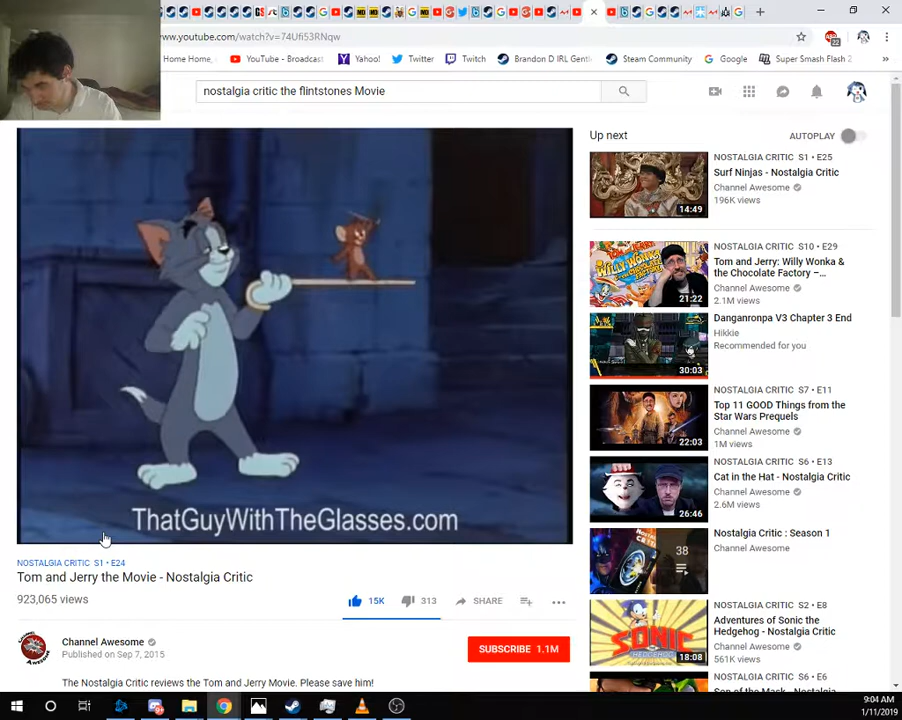 ww.youtube.com/watch?v=74Ufi53RNqw
22
Home Home,
YouTube - Broadcast
Yahoo!
Twitter
Twitch
Brandon D IRL Gentl
Steam Community
Google
Super Smash Flash 2
»
nostalgia critic the flintstones Movie
ThatGuyWithTheGlasses.com
NOSTALGIA CRITIC S1 • E24
Tom and Jerry the Movie - Nostalgia Critic
923,065 views
15K
313
SHARE
Channel Awesome
Published on Sep 7, 2015
SUBSCRIBE 1.1M
The Nostalgia Critic reviews the Tom and Jerry Movie. Please save him!
Up next
AUTOPLAY
14:49
NOSTALGIA CRITIC S1 • E25
Surf Ninjas - Nostalgia Critic
Channel Awesome
196K views
21:22
NOSTALGIA CRITIC S10 • E29
Tom and Jerry: Willy Wonka &
the Chocolate Factory –...
Channel Awesome
2.1M views
30:03
Danganronpa V3 Chapter 3 End
Hikkie
Recommended for you
22:03
NOSTALGIA CRITIC S7 • E11
Top 11 GOOD Things from the
Star Wars Prequels
Channel Awesome
1M views
26:46
NOSTALGIA CRITIC S6 • E13
Cat in the Hat - Nostalgia Critic
Channel Awesome
2.6M views
38
Nostalgia Critic : Season 1
Channel Awesome
SONIC
18:08
NOSTALGIA CRITIC S2 • E8
Adventures of Sonic the
Hedgehog - Nostalgia Critic
Channel Awesome
561K views
NOSTALGIA CRITIC S6 • E6
Son of the Mask - Nostalgia
9:04 AM
1/11/2019